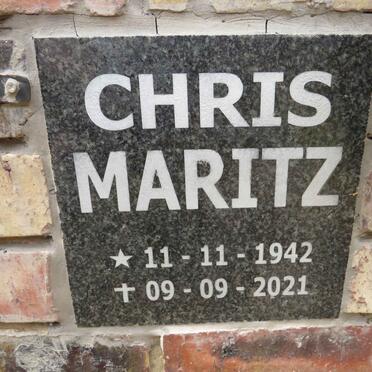 CHRIS
MARITZ
★ 11 - 11 - 1942
✝ 09 - 09 - 2021